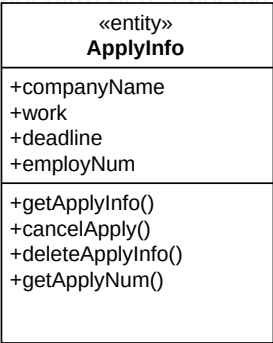 «entity»
ApplyInfo
+companyName
+work
+deadline
+employNum
+getApplyInfo()
+cancelApply()
+deleteApplyInfo()
+getApplyNum()